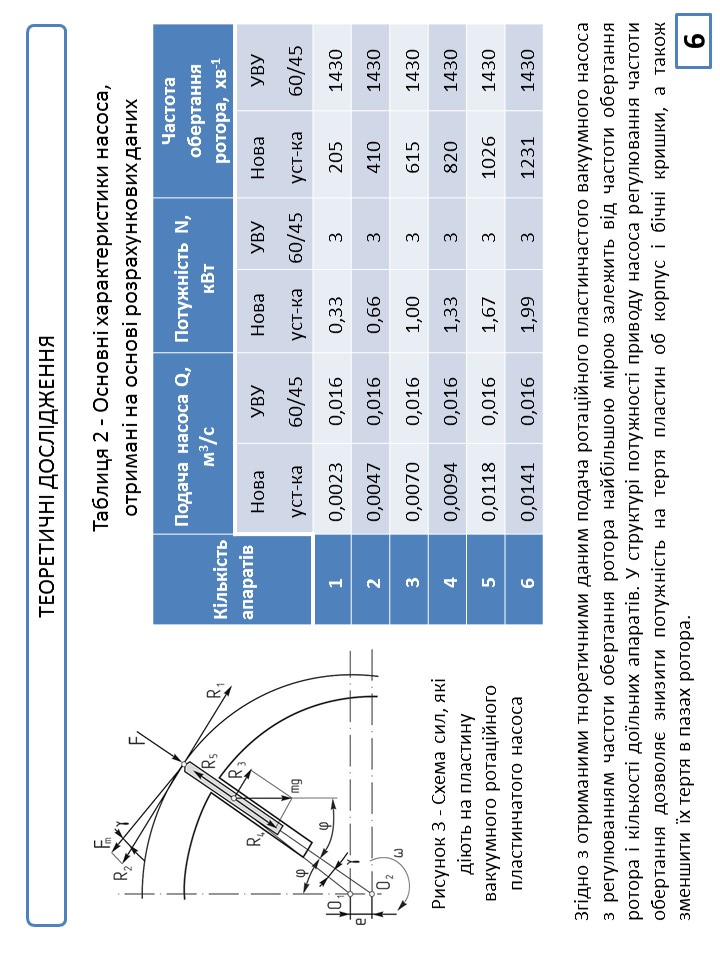 ТЕОРЕТИЧНІ ДОСЛІДЖЕННЯ
F
Fт
γ
R2
R1
R5
R3
R4
mg
φ
φ
γ
O1
O2
e
ω
Рисунок 3 - Схема сил, які
діють на пластину
вакуумного ротаційного
пластинчатого насоса
Таблиця 2 - Основні характеристики насоса,
отримані на основі розрахункових даних
Кількість апаратів | Подача насоса Q, м³/с | Потужність N, кВт | Частота обертання ротора, хв⁻¹
Нова уст-ка | УВУ 60/45 | Нова уст-ка | УВУ 60/45 | Нова уст-ка | УВУ 60/45
1 | 0,0023 | 0,016 | 0,33 | 3 | 205 | 1430
2 | 0,0047 | 0,016 | 0,66 | 3 | 410 | 1430
3 | 0,0070 | 0,016 | 1,00 | 3 | 615 | 1430
4 | 0,0094 | 0,016 | 1,33 | 3 | 820 | 1430
5 | 0,0118 | 0,016 | 1,67 | 3 | 1026 | 1430
6 | 0,0141 | 0,016 | 1,99 | 3 | 1231 | 1430
Згідно з отриманими тноретичними даним подача ротаційного пластинчастого вакуумного насоса
з регулюванням частоти обертання ротора найбільшою мірою залежить від частоти обертання
ротора і кількості доїльних апаратів. У структурі потужності приводу насоса регулювання частоти
обертання дозволяє знизити потужність на тертя пластин об корпус і бічні кришки, а також
зменшити їх тертя в пазах ротора.
6